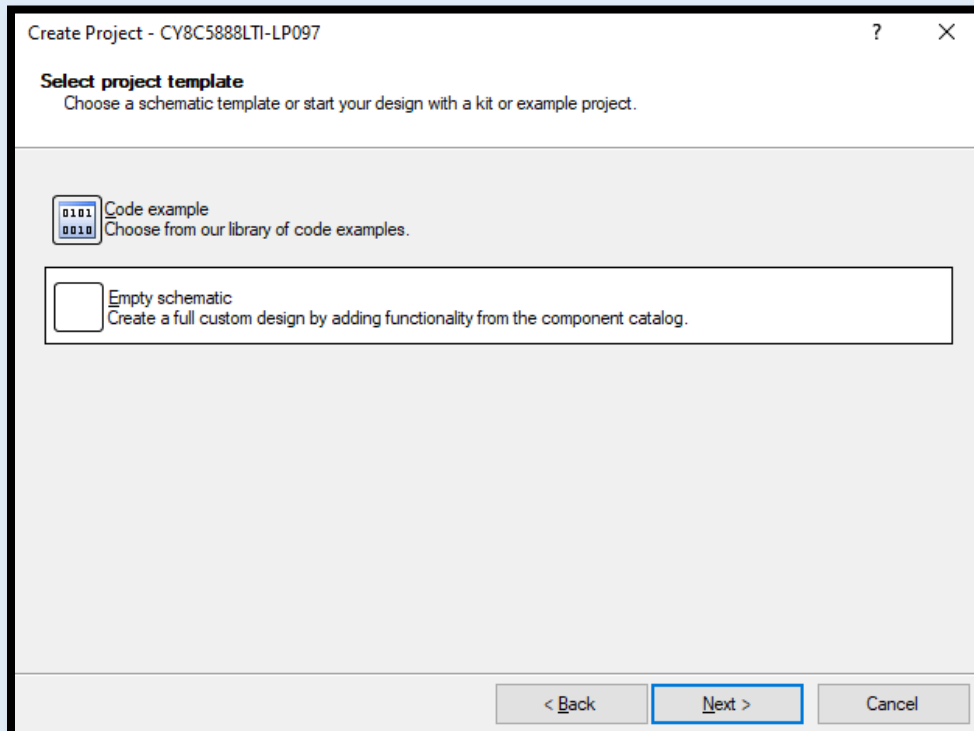 Create Project - CY8C5888LTI-LP097
?
Select project template
Choose a schematic template or start your design with a kit or example project.
0101
0010
Code example
Choose from our library of code examples.
Empty schematic
Create a full custom design by adding functionality from the component catalog.
< Back
Next >
Cancel